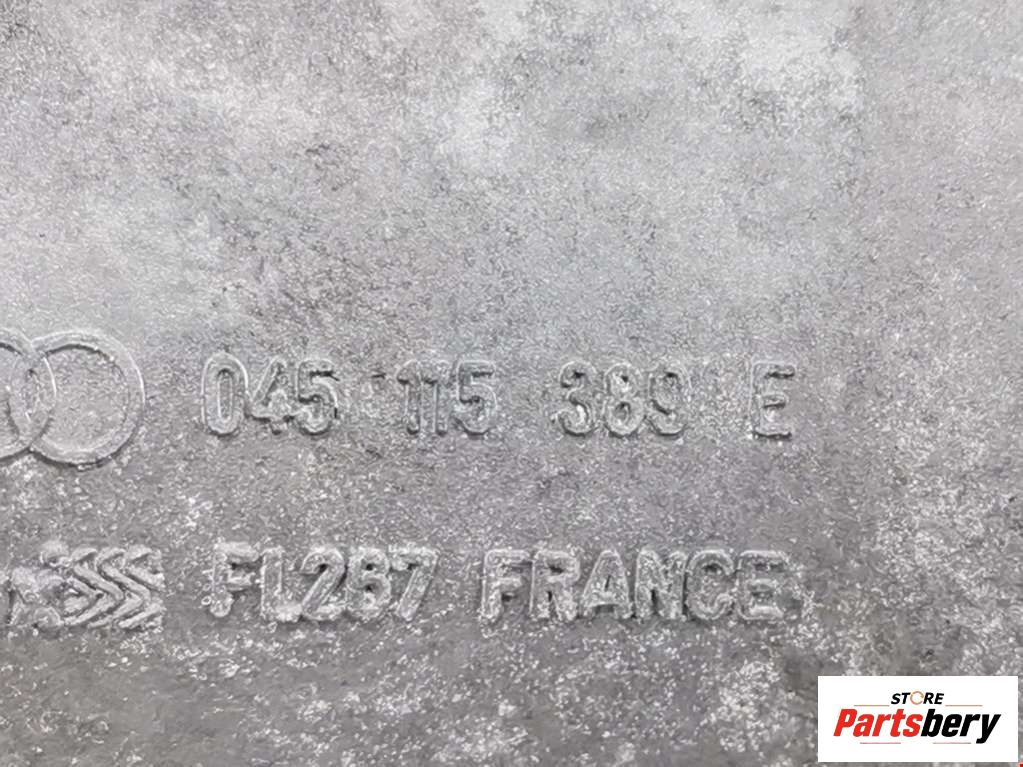 045 115 389 E
FL287 FRANCE
STORE
Partsbery